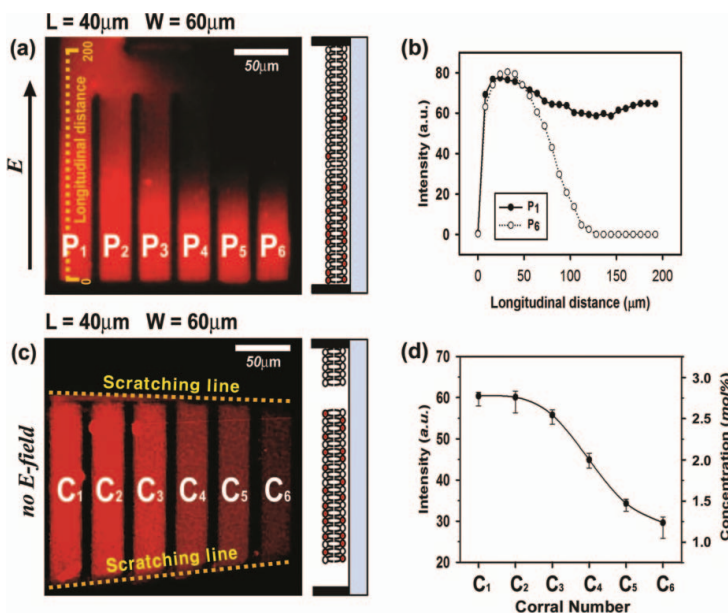 L = 40μm W = 60μm
(a)
200
50μm
Longitudinal distance
E
P1 P2 P3 P4 P5 P6
0
(b)
80
60
40
20
0
Intensity (a.u.)
P1
P6
0 50 100 150 200
Longitudinal distance (μm)
L = 40μm W = 60μm
(c)
50μm
Scratching line
no E-field
C1 C2 C3 C4 C5 C6
Scratching line
(d)
70
60
50
40
30
20
Intensity (a.u.)
2.5
2.0
1.5
1.0
Concentration (mol%)
C1 C2 C3 C4 C5 C6
Corral Number